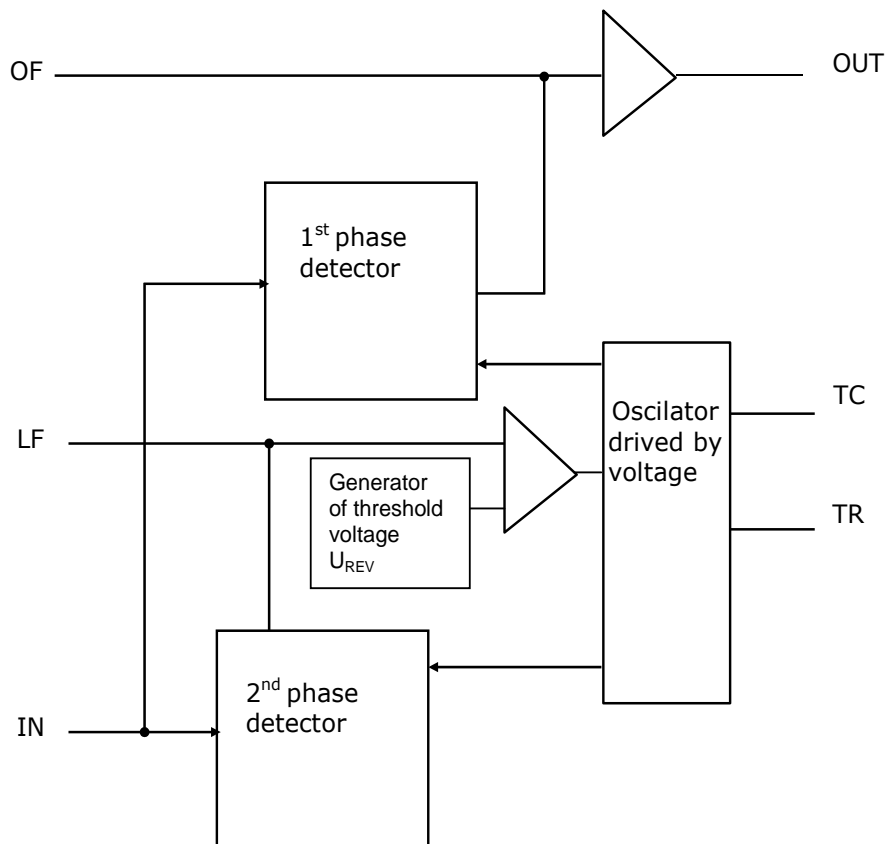 OF
OUT
1st phase
detector
TC
Oscilator
drived by
voltage
LF
Generator
of threshold
voltage
UREV
TR
2nd phase
detector
IN